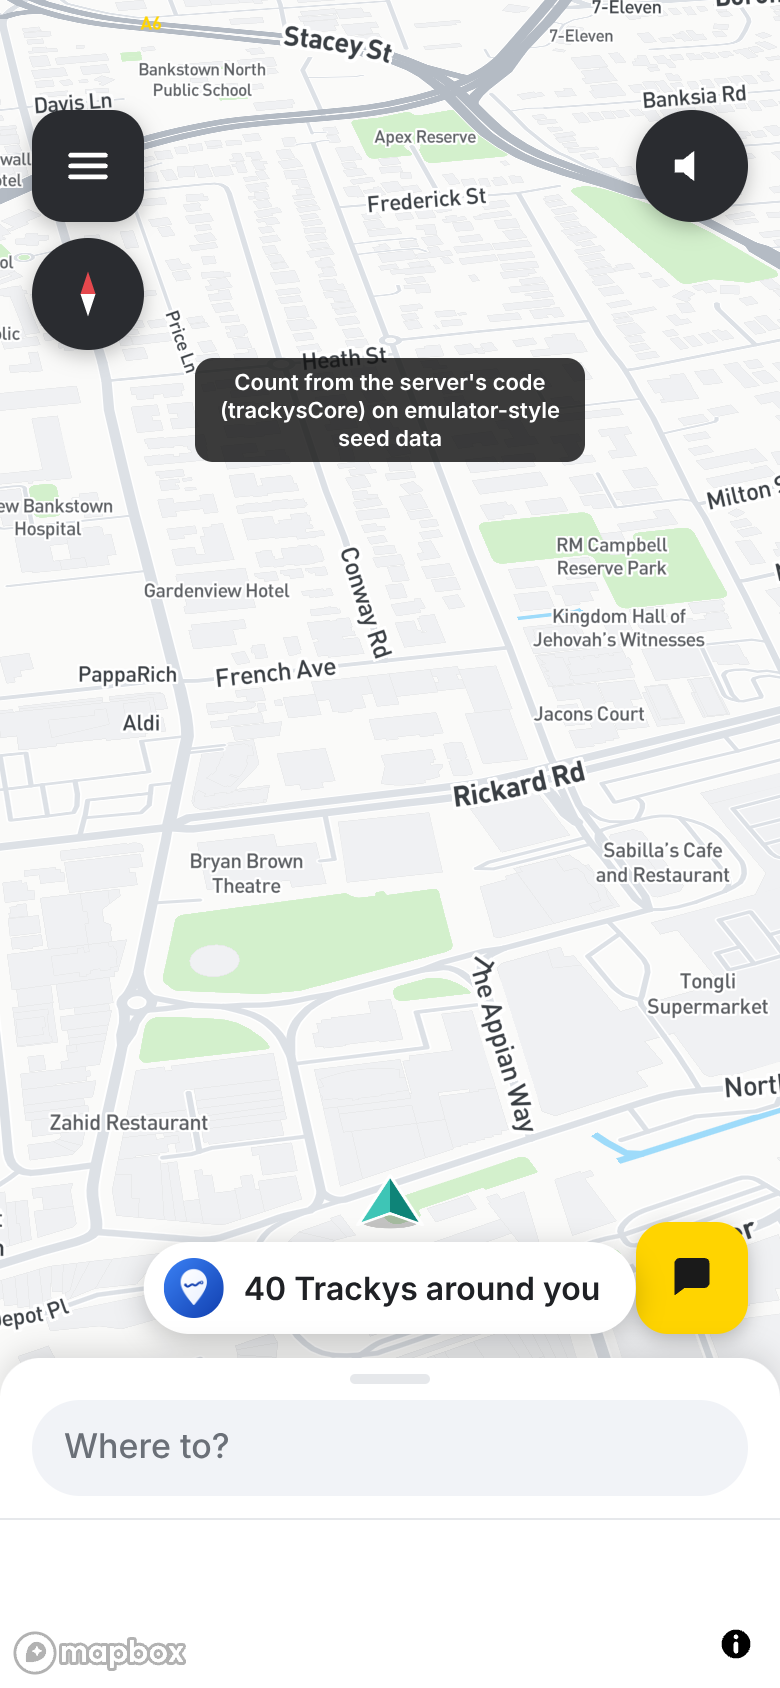 7-Eleven
A6
Stacey St
7-Eleven
Bankstown North
Public School
Davis Ln
Banksia Rd
Apex Reserve
Frederick St
Price Ln
Heath St
Count from the server's code
(trackysCore) on emulator-style
seed data
Milton
Bankstown
Hospital
RM Campbell
Reserve Park
Gardenview Hotel
Conway Rd
Kingdom Hall of
Jehovah's Witnesses
PappaRich
French Ave
Aldi
Jacons Court
Rickard Rd
Bryan Brown
Theatre
Sabilla's Cafe
and Restaurant
The Appian Way
Tongli
Supermarket
Zahid Restaurant
40 Trackys around you
Pl
Where to?
mapbox